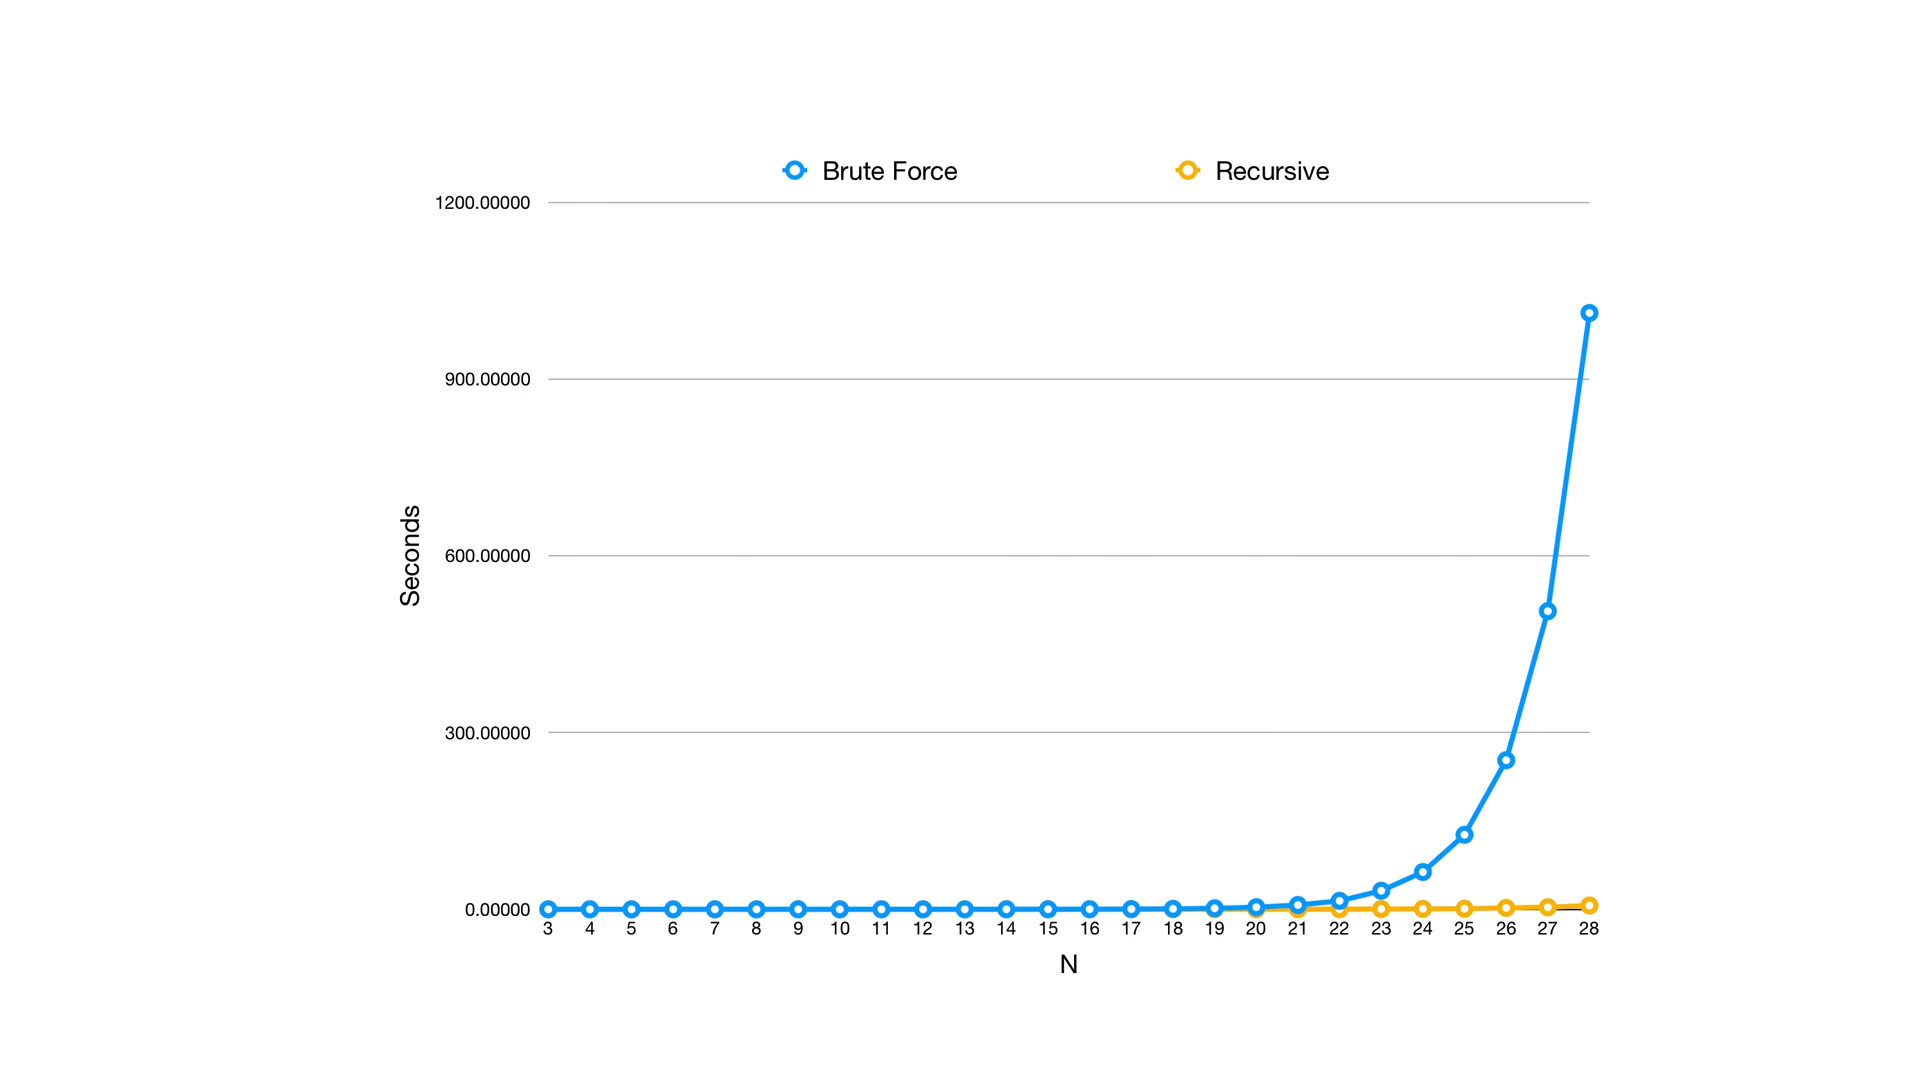 Brute Force
Recursive
1200.00000
900.00000
600.00000
300.00000
0.00000
Seconds
3 4 5 6 7 8 9 10 11 12 13 14 15 16 17 18 19 20 21 22 23 24 25 26 27 28
N